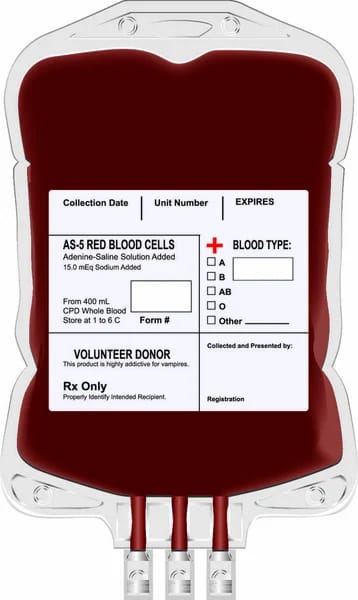 Collection Date Unit Number EXPIRES
AS-5 RED BLOOD CELLS
Adenine-Saline Solution Added
15.0 mEq Sodium Added
From 400 mL
CPD Whole Blood
Store at 1 to 6 C Form #
BLOOD TYPE:
A
B
AB
O
Other
VOLUNTEER DONOR
This product is highly addictive for vampires.
Rx Only
Properly Identify Intended Recipient.
Collected and Presented by:
Registration